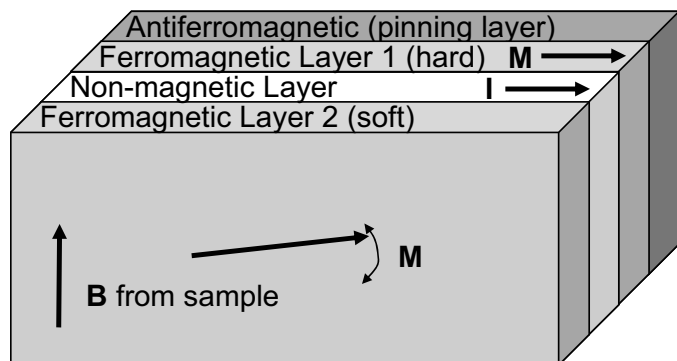 Antiferromagnetic (pinning layer)
Ferromagnetic Layer 1 (hard) M
Non-magnetic Layer I
Ferromagnetic Layer 2 (soft)
M
B from sample